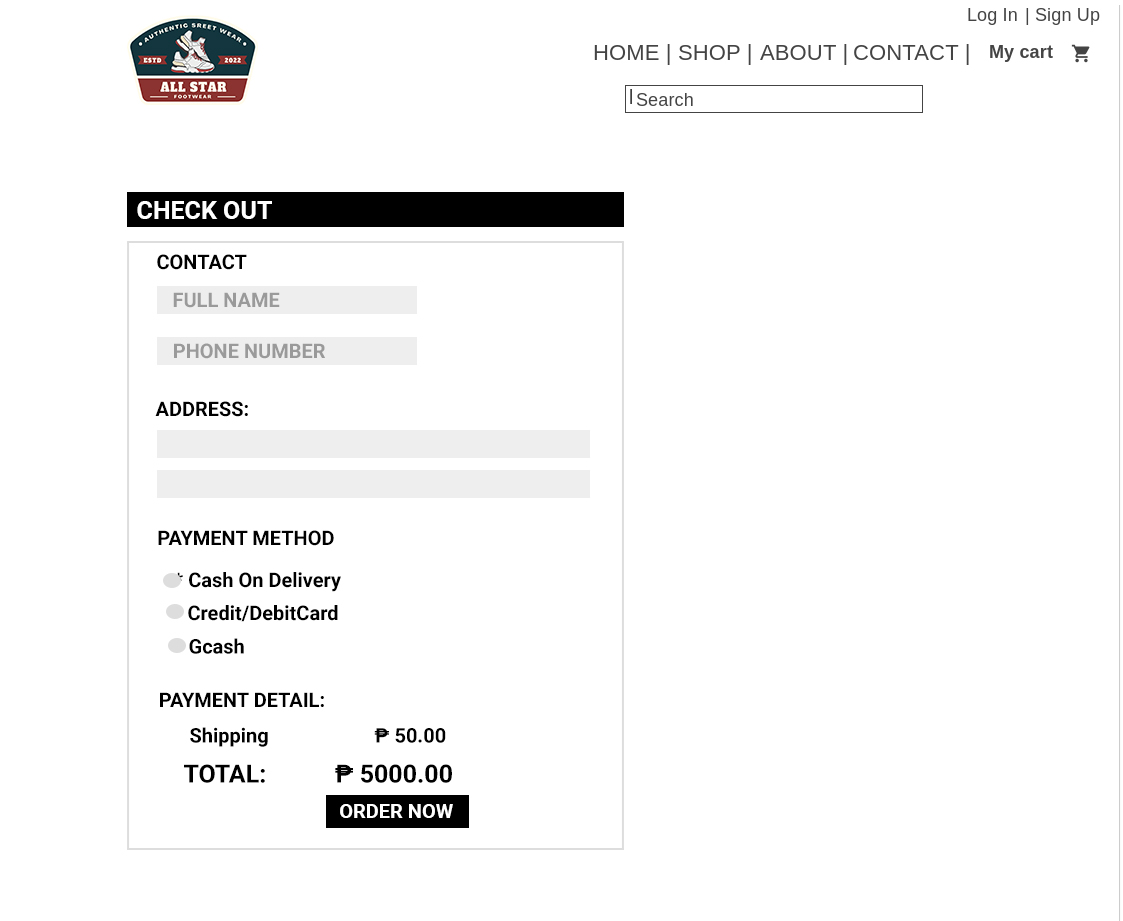 Log In | Sign Up
AUTHENTIC SREET WEAR
ESTD 2022
ALL STAR
FOOTWEAR
HOME | SHOP | ABOUT | CONTACT | My cart
Search
CHECK OUT
CONTACT
FULL NAME
PHONE NUMBER
ADDRESS:
PAYMENT METHOD
Cash On Delivery
Credit/DebitCard
Gcash
PAYMENT DETAIL:
Shipping ₱ 50.00
TOTAL: ₱ 5000.00
ORDER NOW